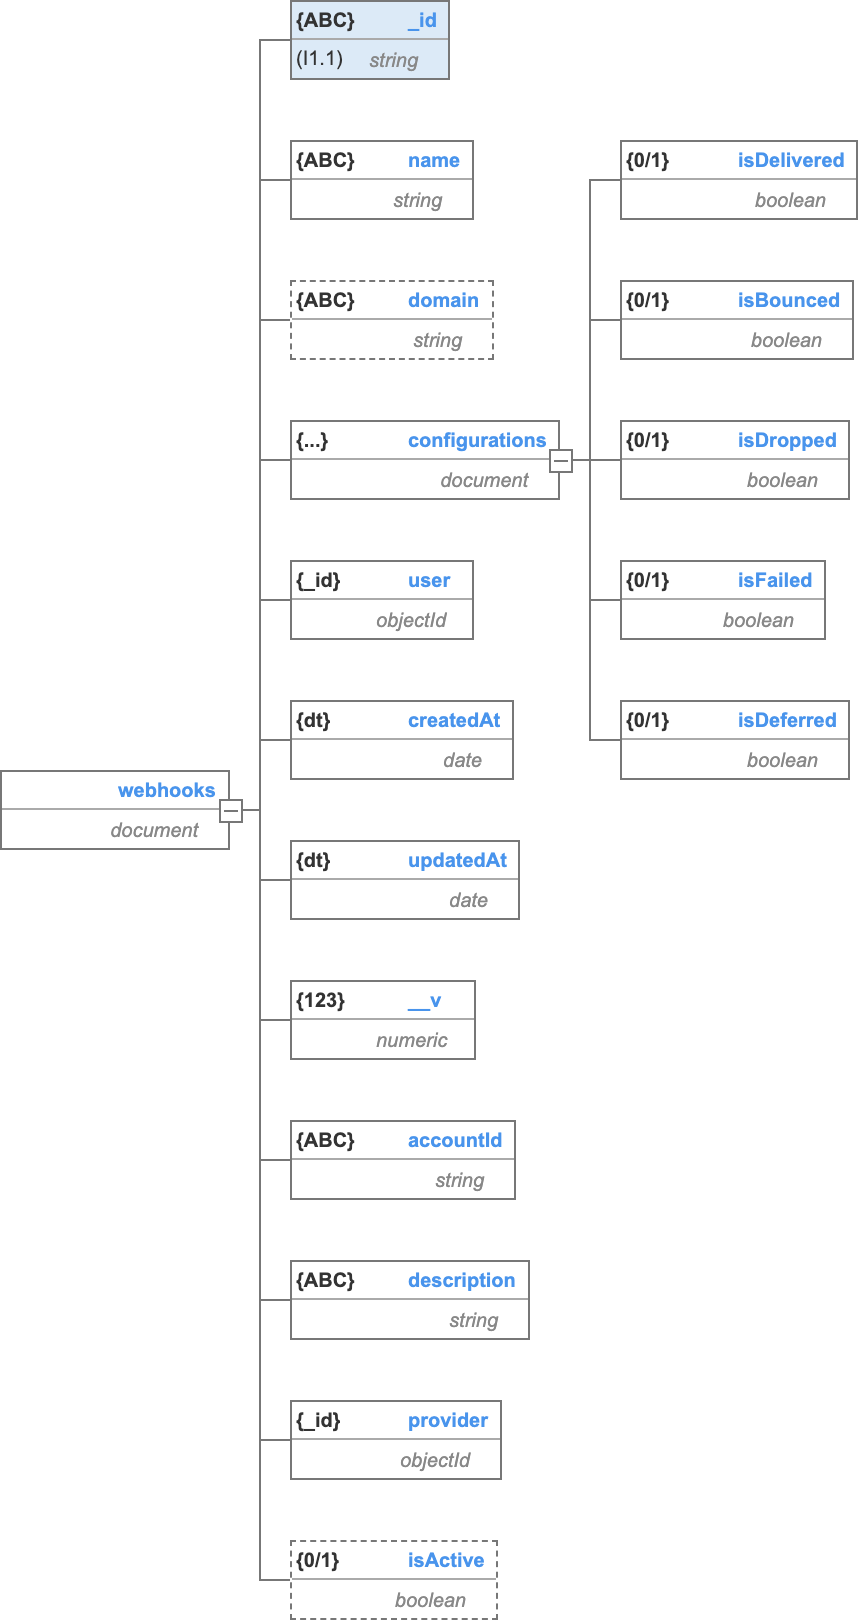 webhooks
document
{ABC} _id
(I1.1) string
{ABC} name
string
{ABC} domain
string
{...} configurations
document
{0/1} isDelivered
boolean
{0/1} isBounced
boolean
{0/1} isDropped
boolean
{0/1} isFailed
boolean
{0/1} isDeferred
boolean
{_id} user
objectId
{dt} createdAt
date
{dt} updatedAt
date
{123} __v
numeric
{ABC} accountId
string
{ABC} description
string
{_id} provider
objectId
{0/1} isActive
boolean